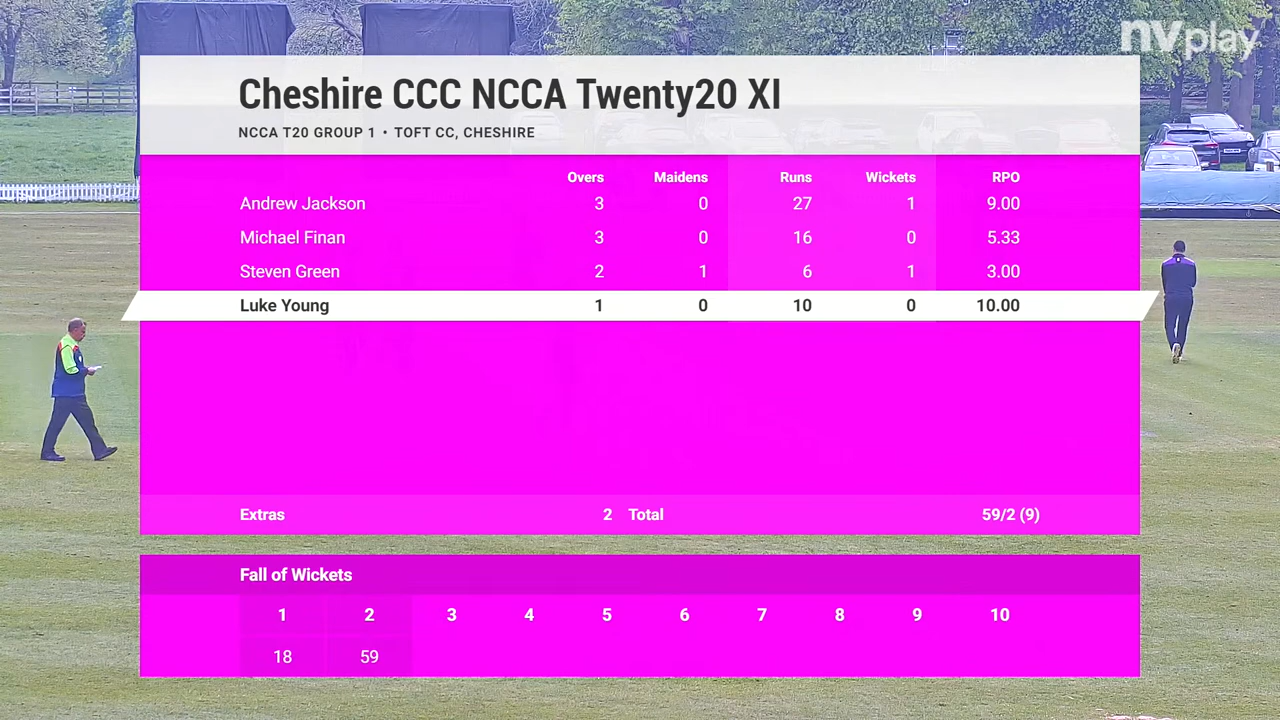 nvplay
Cheshire CCC NCCA Twenty20 XI
NCCA T20 GROUP 1 • TOFT CC, CHESHIRE
Overs Maidens Runs Wickets RPO
Andrew Jackson 3 0 27 1 9.00
Michael Finan 3 0 16 0 5.33
Steven Green 2 1 6 1 3.00
Luke Young 1 0 10 0 10.00
Extras 2 Total 59/2 (9)
Fall of Wickets
1 2 3 4 5 6 7 8 9 10
18 59